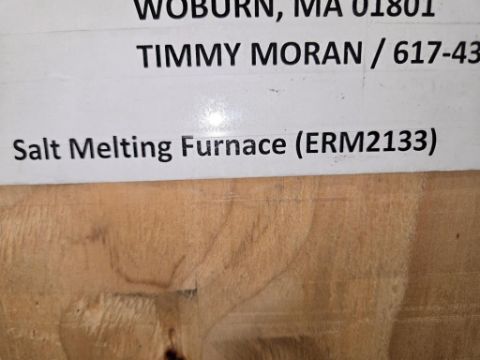 WOBURN, MA 01801
TIMMY MORAN / 617-43
Salt Melting Furnace (ERM2133)